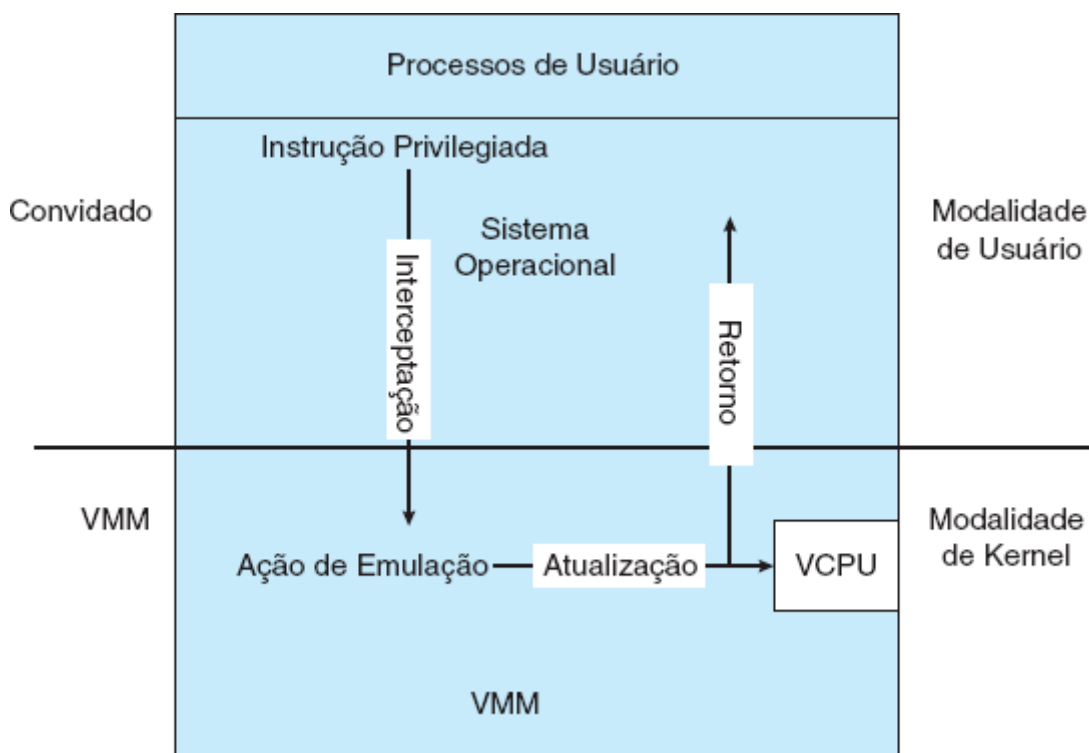 Processos de Usuário
Instrução Privilegiada
Convidado
Sistema
Operacional
Modalidade
de Usuário
Interceptação
Retorno
VMM
Modalidade
de Kernel
Ação de Emulação
Atualização
VCPU
VMM